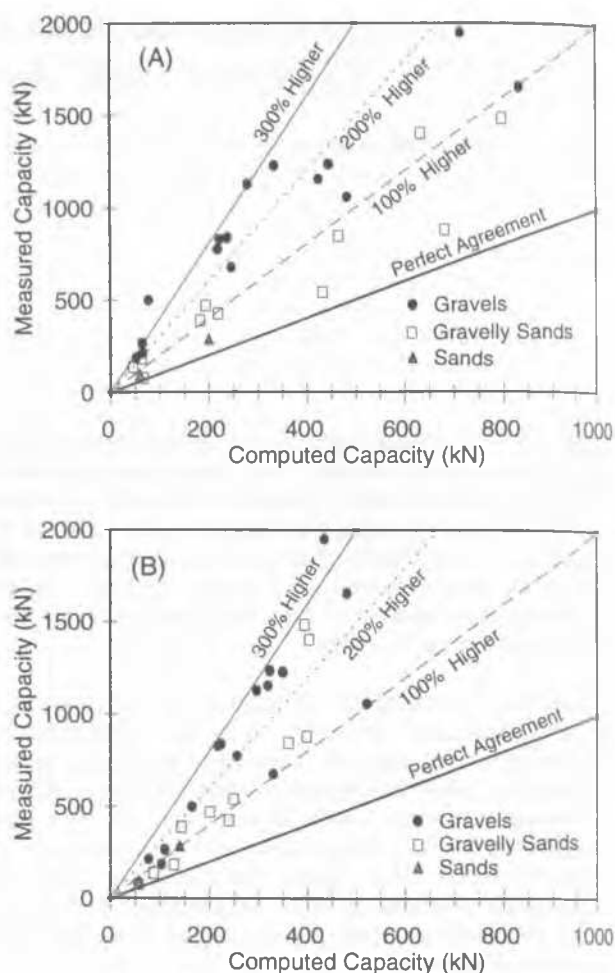 2000
1500
1000
500
0
Measured Capacity (kN)
(A)
300% Higher
200% Higher
100% Higher
Perfect Agreement
Gravels
Gravelly Sands
Sands
0 200 400 600 800 1000
Computed Capacity (kN)
2000
1500
1000
500
0
Measured Capacity (kN)
(B)
300% Higher
200% Higher
100% Higher
Perfect Agreement
Gravels
Gravelly Sands
Sands
0 200 400 600 800 1000
Computed Capacity (kN)